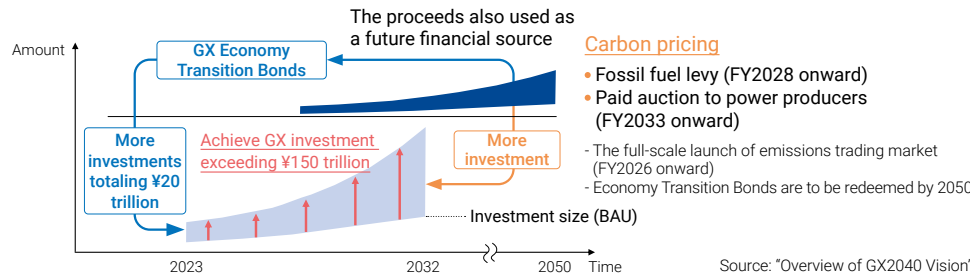 The proceeds also used as
a future financial source
Amount
GX Economy
Transition Bonds
Carbon pricing
• Fossil fuel levy (FY2028 onward)
• Paid auction to power producers
(FY2033 onward)
- The full-scale launch of emissions trading market
(FY2026 onward)
- Economy Transition Bonds are to be redeemed by 2050
More
investments
totaling ¥20
trillion
Achieve GX investment
exceeding ¥150 trillion
More
investment
Investment size (BAU)
2023
2032
2050
Time
Source: “Overview of GX2040 Vision”